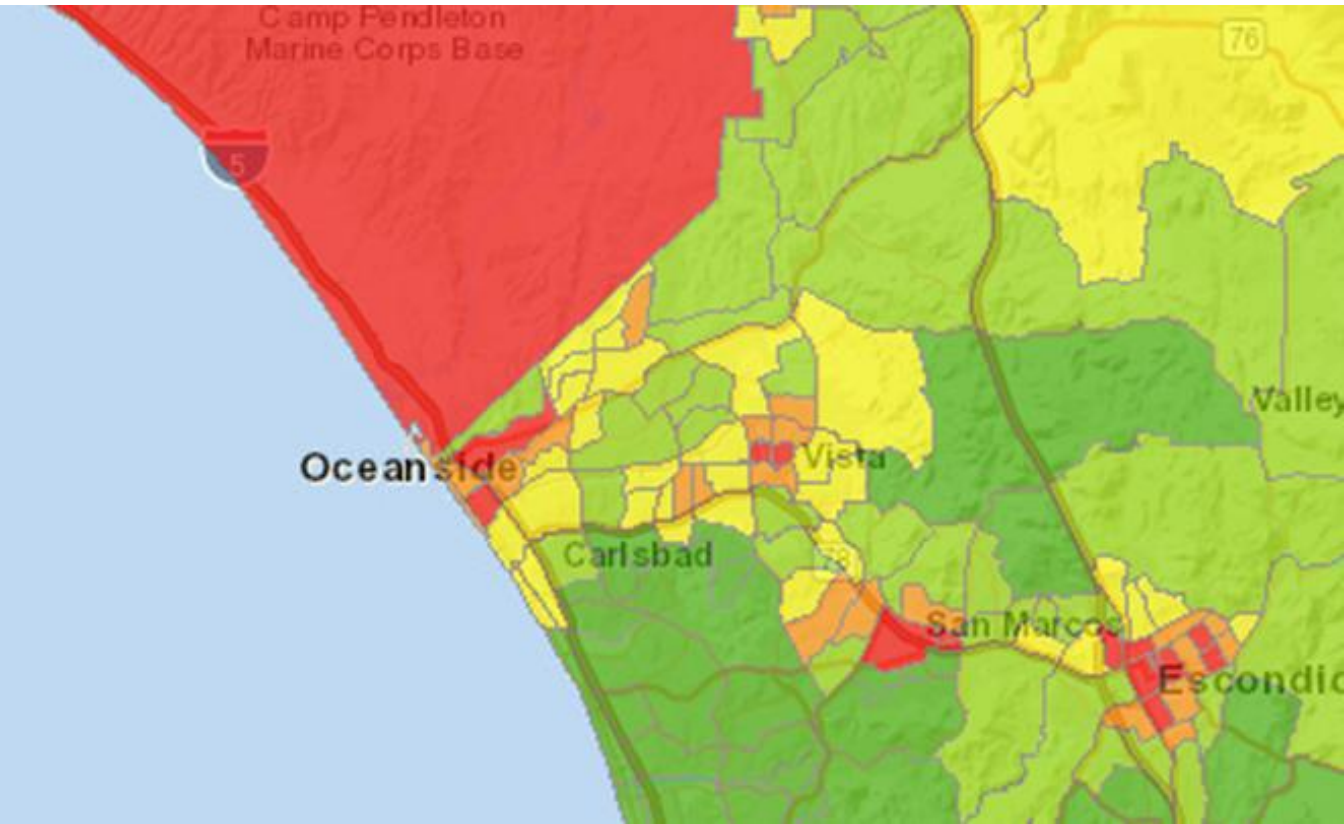 Camp Pendleton
Marine Corps Base
76
5
Valley
Vista
Oceanside
Carlsbad
78
San Marcos
Escondid